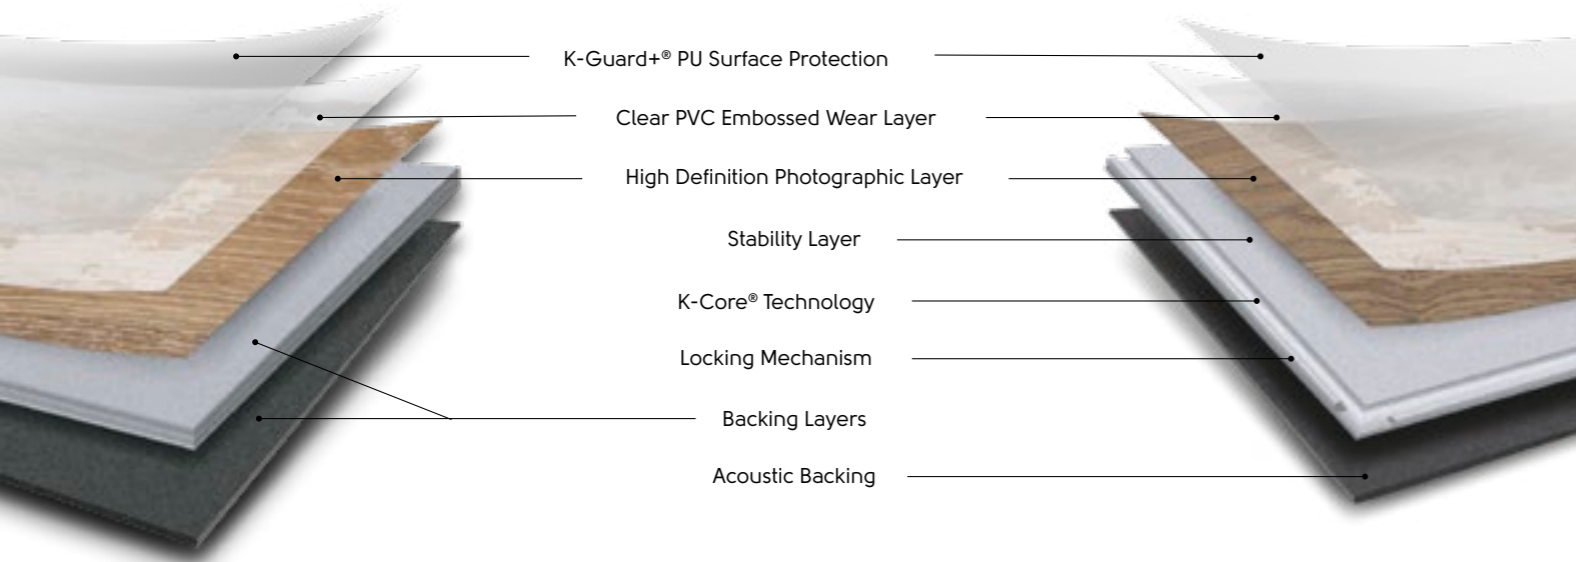 K-Guard+® PU Surface Protection
Clear PVC Embossed Wear Layer
High Definition Photographic Layer
Stability Layer
K-Core® Technology
Locking Mechanism
Backing Layers
Acoustic Backing